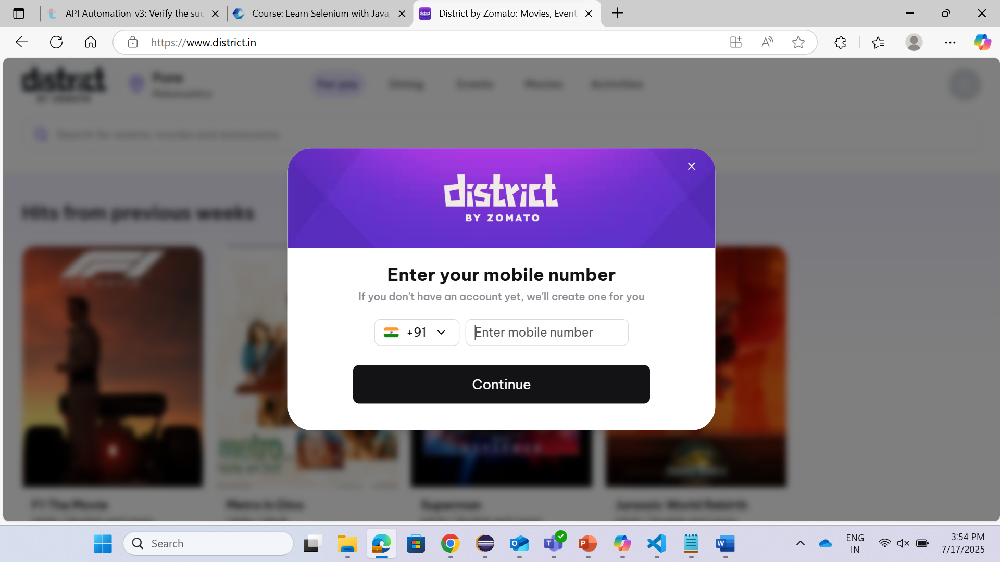 API Automation_v3: Verify the suc
Course: Learn Selenium with Java,
District by Zomato: Movies, Event
https://www.district.in
district
BY ZOMATO
Pune
Maharashtra
For you
Dining
Events
Movies
Activities
Search for events, movies and restaurants
district
BY ZOMATO
Enter your mobile number
If you don't have an account yet, we'll create one for you
+91
Enter mobile number
Continue
Hits from previous weeks
F1 The Movie
Metro In Dino
Superman
Jurassic World Rebirth
Search
ENG
IN
3:54 PM
7/17/2025